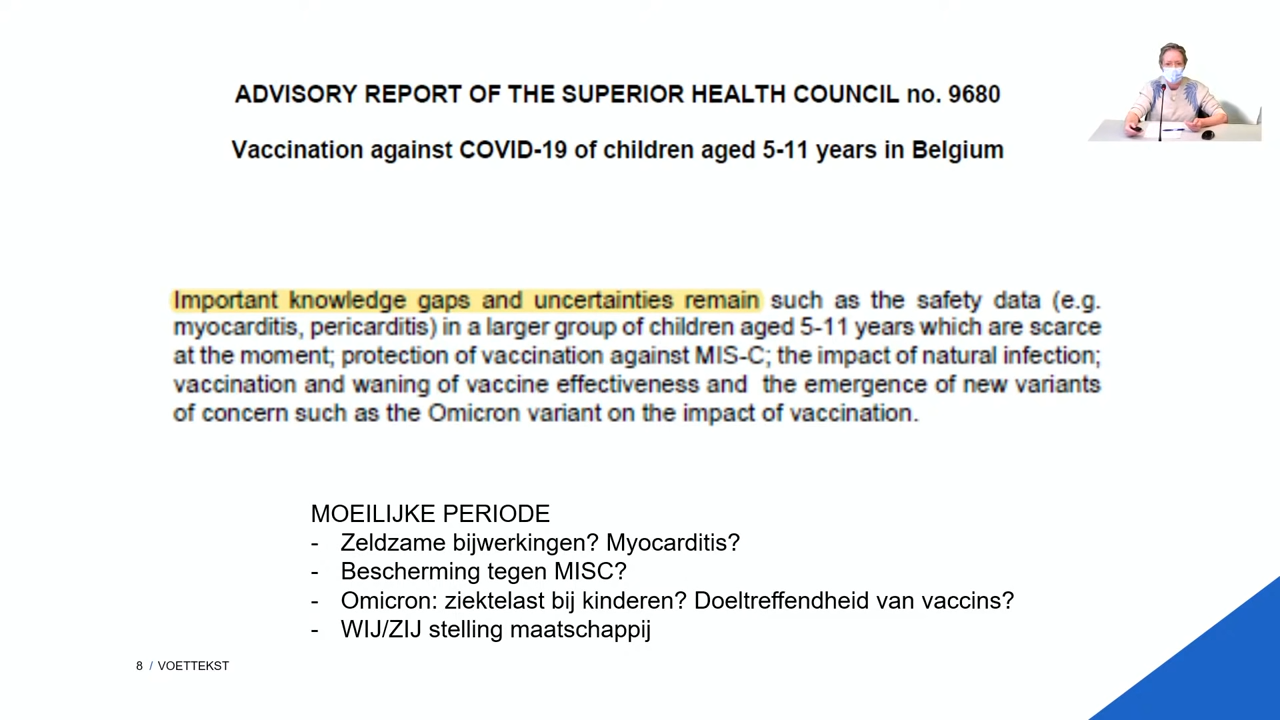 ADVISORY REPORT OF THE SUPERIOR HEALTH COUNCIL no. 9680
Vaccination against COVID-19 of children aged 5-11 years in Belgium
Important knowledge gaps and uncertainties remain such as the safety data (e.g.
myocarditis, pericarditis) in a larger group of children aged 5-11 years which are scarce
at the moment; protection of vaccination against MIS-C; the impact of natural infection;
vaccination and waning of vaccine effectiveness and the emergence of new variants
of concern such as the Omicron variant on the impact of vaccination.
MOEILIJKE PERIODE
- Zeldzame bijwerkingen? Myocarditis?
- Bescherming tegen MISC?
- Omicron: ziektelast bij kinderen? Doeltreffendheid van vaccins?
- WIJ/ZIJ stelling maatschappij
8 / VOETTEKST